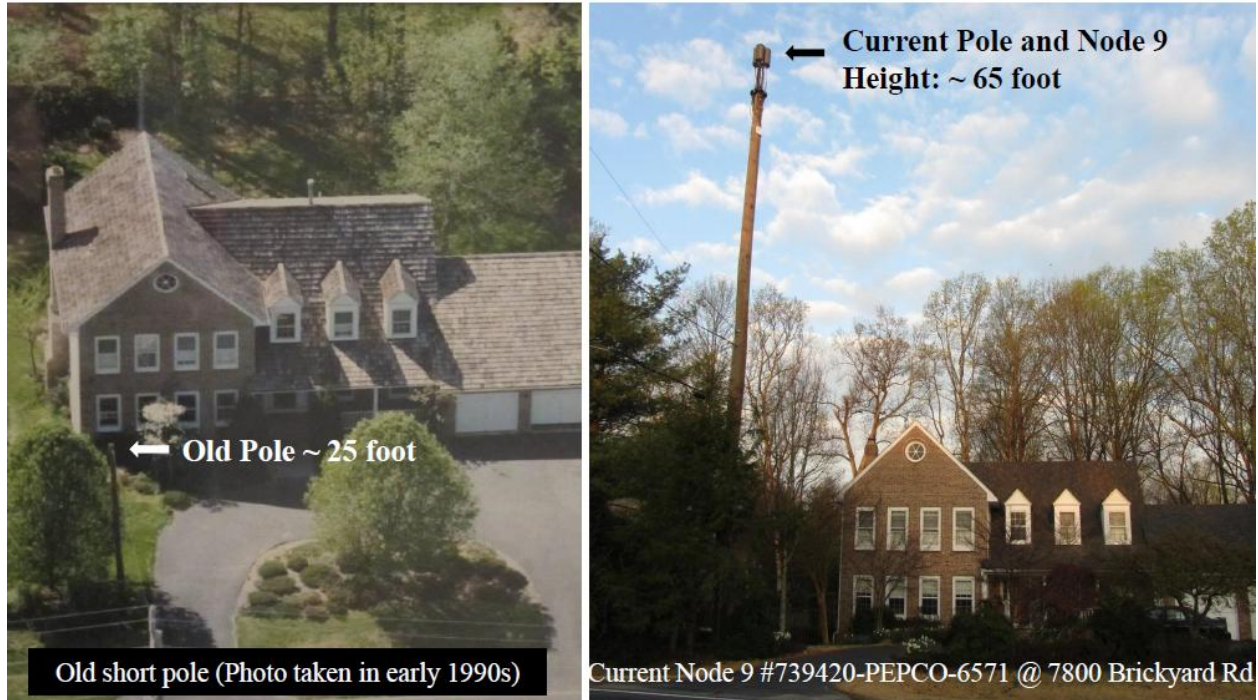 Old Pole ~ 25 foot
Old short pole (Photo taken in early 1990s)
Current Pole and Node 9
Height: ~ 65 foot
Current Node 9 #739420-PEPCO-6571 @ 7800 Brickyard Rd